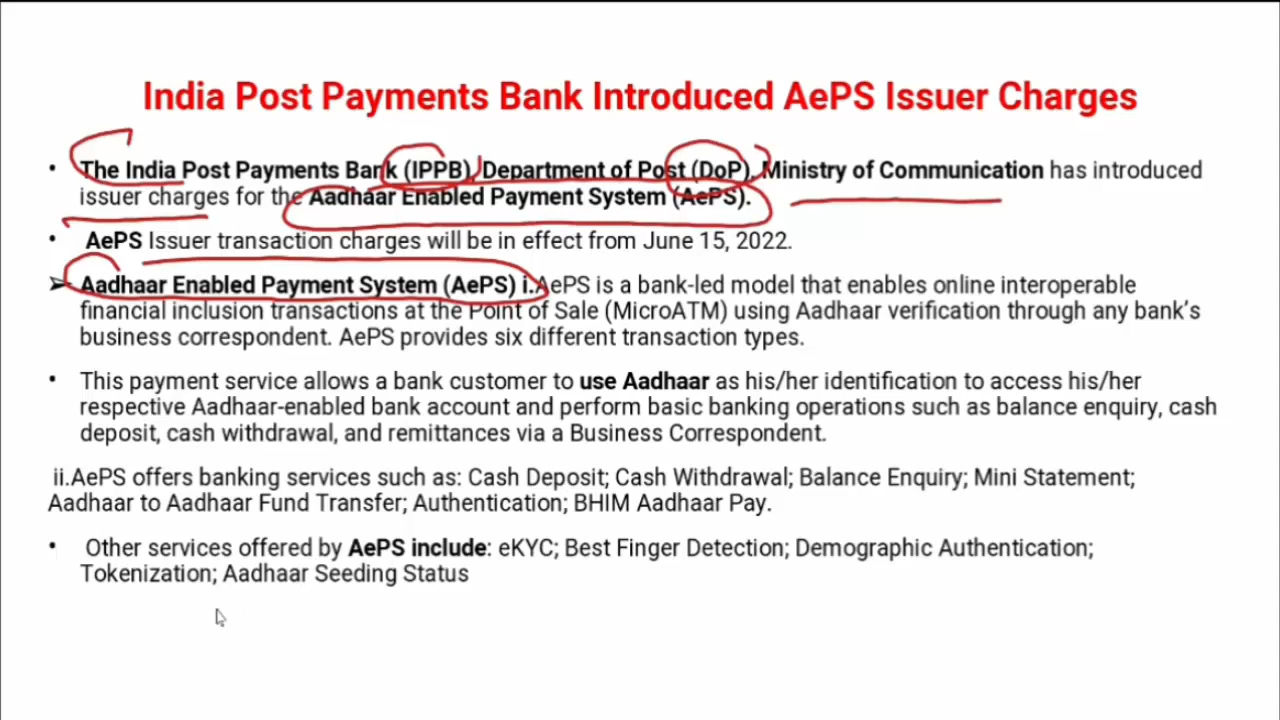 India Post Payments Bank Introduced AePS Issuer Charges
• The India Post Payments Bank (IPPB), Department of Post (DoP), Ministry of Communication has introduced
issuer charges for the Aadhaar Enabled Payment System (AePS).
• AePS Issuer transaction charges will be in effect from June 15, 2022.
➢ Aadhaar Enabled Payment System (AePS) i.AePS is a bank-led model that enables online interoperable
financial inclusion transactions at the Point of Sale (MicroATM) using Aadhaar verification through any bank’s
business correspondent. AePS provides six different transaction types.
• This payment service allows a bank customer to use Aadhaar as his/her identification to access his/her
respective Aadhaar-enabled bank account and perform basic banking operations such as balance enquiry, cash
deposit, cash withdrawal, and remittances via a Business Correspondent.
ii.AePS offers banking services such as: Cash Deposit; Cash Withdrawal; Balance Enquiry; Mini Statement;
Aadhaar to Aadhaar Fund Transfer; Authentication; BHIM Aadhaar Pay.
• Other services offered by AePS include: eKYC; Best Finger Detection; Demographic Authentication;
Tokenization; Aadhaar Seeding Status